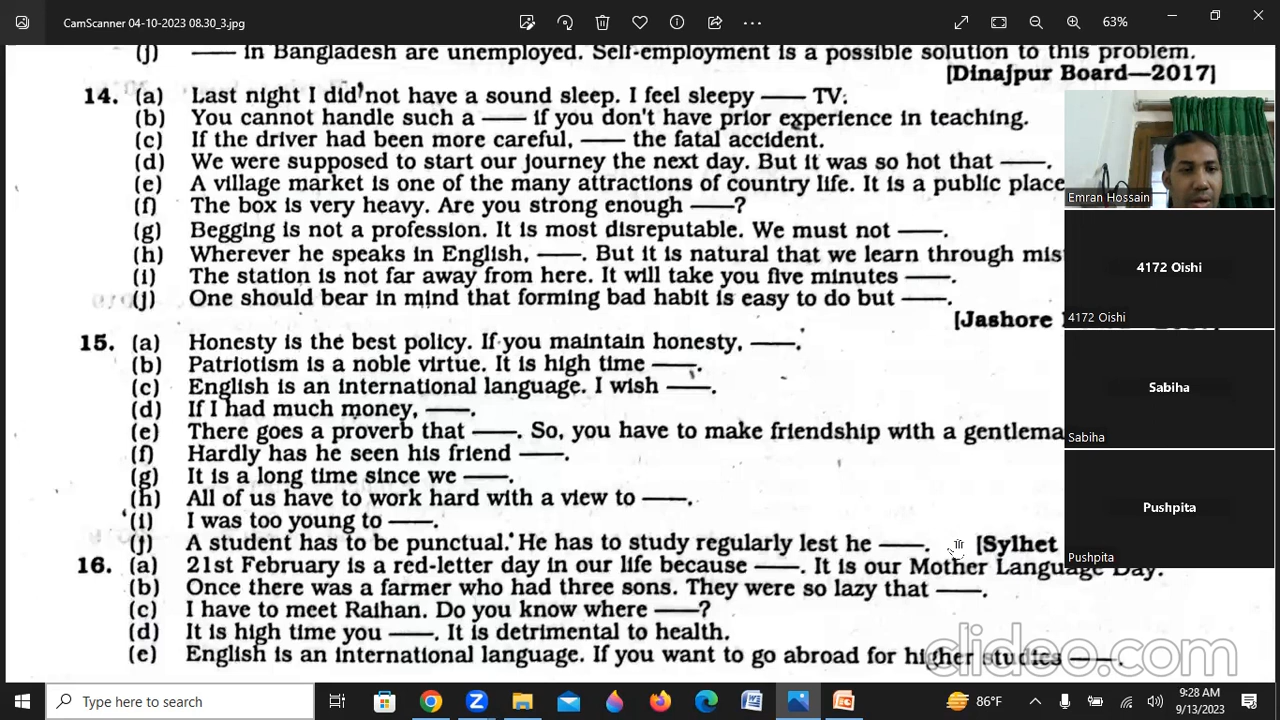 CamScanner 04-10-2023 08.30_3.jpg
63%
(j) —— in Bangladesh are unemployed. Self-employment is a possible solution to this problem.
[Dinajpur Board—2017]
14. (a) Last night I did not have a sound sleep. I feel sleepy —— TV.
(b) You cannot handle such a —— if you don't have prior experience in teaching.
(c) If the driver had been more careful, —— the fatal accident.
(d) We were supposed to start our journey the next day. But it was so hot that ——.
(e) A village market is one of the many attractions of country life. It is a public place
(f) The box is very heavy. Are you strong enough ——?
(g) Begging is not a profession. It is most disreputable. We must not ——.
(h) Wherever he speaks in English, ——. But it is natural that we learn through mis
(i) The station is not far away from here. It will take you five minutes ——.
(j) One should bear in mind that forming bad habit is easy to do but ——.
[Jashore
15. (a) Honesty is the best policy. If you maintain honesty, ——.
(b) Patriotism is a noble virtue. It is high time ——.
(c) English is an international language. I wish ——.
(d) If I had much money, ——.
(e) There goes a proverb that ——. So, you have to make friendship with a gentlema
(f) Hardly has he seen his friend ——.
(g) It is a long time since we ——.
(h) All of us have to work hard with a view to ——.
(i) I was too young to ——.
(j) A student has to be punctual. He has to study regularly lest he ——. [Sylhet
16. (a) 21st February is a red-letter day in our life because ——. It is our Mother Language Day.
(b) Once there was a farmer who had three sons. They were so lazy that ——.
(c) I have to meet Raihan. Do you know where ——?
(d) It is high time you ——. It is detrimental to health.
(e) English is an international language. If you want to go abroad for higher studies ——.
Emran Hossain
4172 Oishi
4172 Oishi
Sabiha
Sabiha
Pushpita
Pushpita
clideo.com
Type here to search
86°F
9:28 AM
9/13/2023